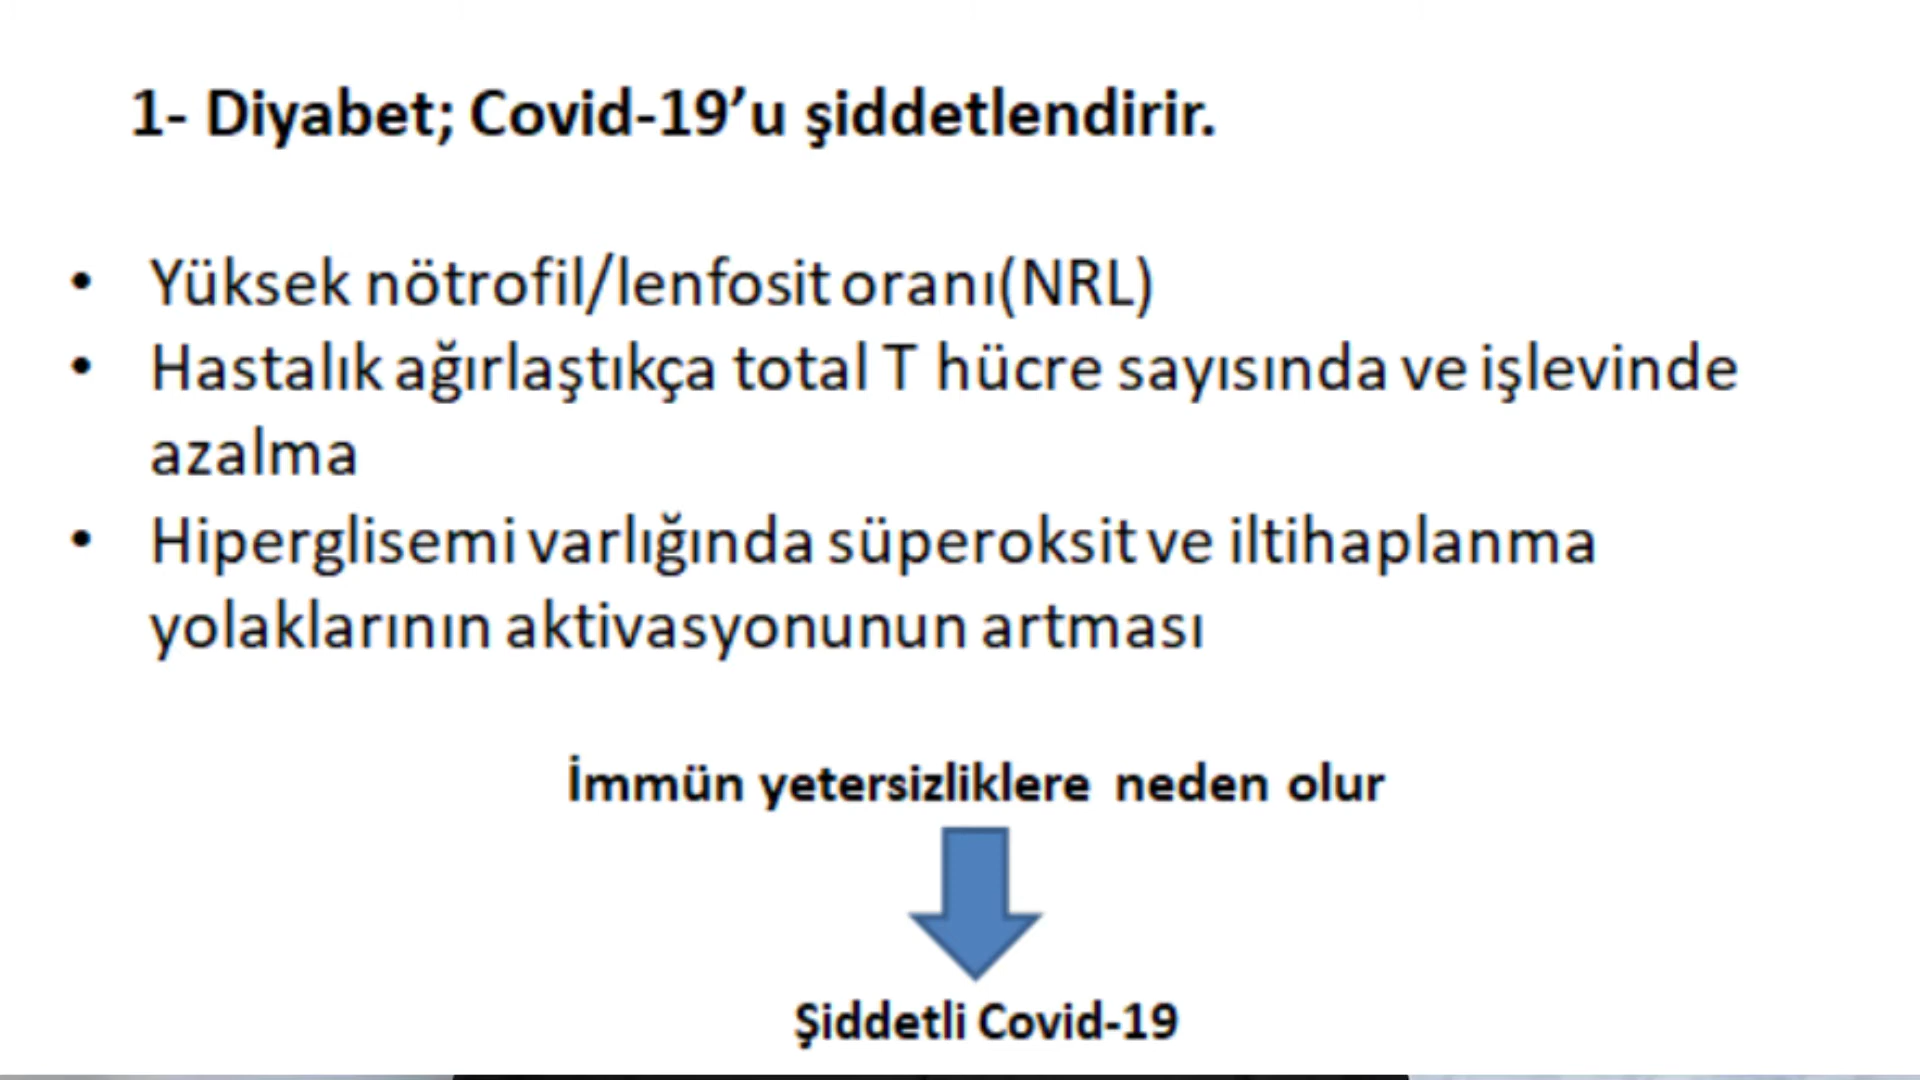 1- Diyabet; Covid-19’u şiddetlendirir.
• Yüksek nötrofil/lenfosit oranı(NRL)
• Hastalık ağırlaştıkça total T hücre sayısında ve işlevinde
azalma
• Hiperglisemi varlığında süperoksit ve iltihaplanma
yolaklarının aktivasyonunun artması
İmmün yetersizliklere neden olur
Şiddetli Covid-19